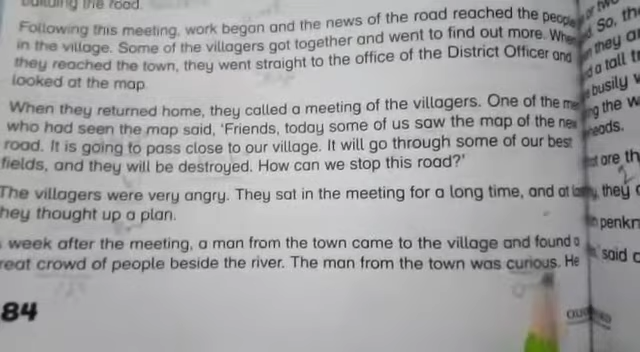 building the road.
Following this meeting, work began and the news of the road reached the people
in the village. Some of the villagers got together and went to find out more. When
they reached the town, they went straight to the office of the District Officer and
looked at the map.
When they returned home, they called a meeting of the villagers. One of the
who had seen the map said, 'Friends, today some of us saw the map of the new
road. It is going to pass close to our village. It will go through some of our best
fields, and they will be destroyed. How can we stop this road?'
The villagers were very angry. They sat in the meeting for a long time, and at they
they thought up a plan.
week after the meeting, a man from the town came to the village and found a
great crowd of people beside the river. The man from the town was curious. He
84
So, th
they a
a tall t
busily
the w
are th
they
penkn
said